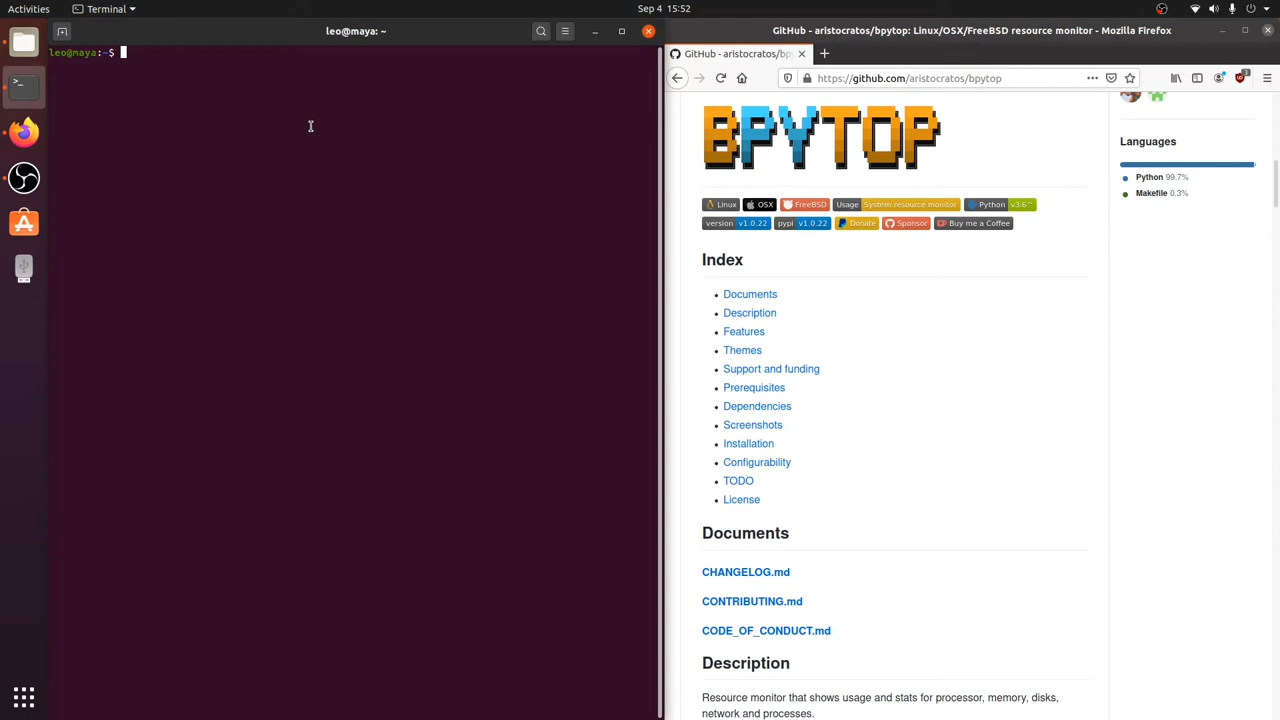 Activities
Terminal
Sep 4 15:52
leo@maya: ~
leo@maya:~$
GitHub - aristocratos/bpytop: Linux/OSX/FreeBSD resource monitor - Mozilla Firefox
GitHub - aristocratos/bpy
https://github.com/aristocratos/bpytop
BPYTOP
Linux OSX FreeBSD Usage System resource monitor Python v3.6^
version v1.0.22 pypi v1.0.22 Donate Sponsor Buy me a Coffee
Index
Documents
Description
Features
Themes
Support and funding
Prerequisites
Dependencies
Screenshots
Installation
Configurability
TODO
License
Documents
CHANGELOG.md
CONTRIBUTING.md
CODE_OF_CONDUCT.md
Description
Resource monitor that shows usage and stats for processor, memory, disks,
network and processes.
Languages
Python 99.7%
Makefile 0.3%